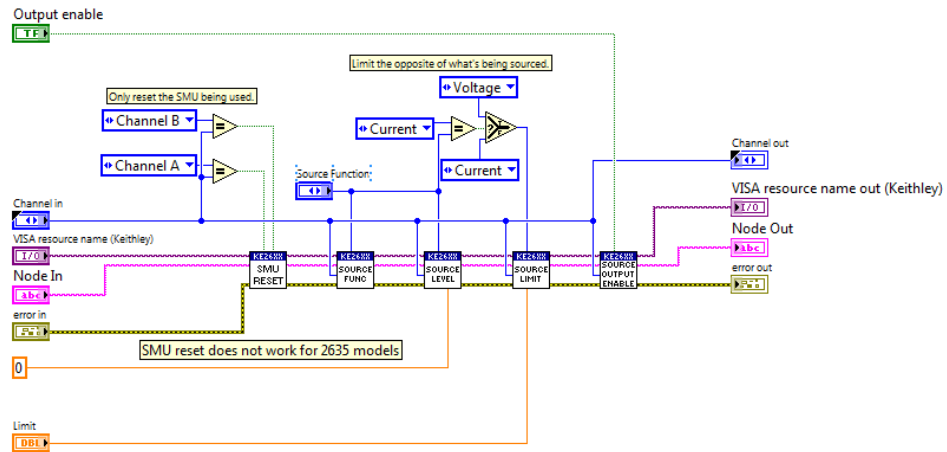 Output enable
TF
Limit the opposite of what's being sourced.
Voltage
Only reset the SMU being used.
Channel B
=
Current
=
?
Channel A
=
Current
Channel out
Source Function
VISA resource name out (Keithley)
I/O
Channel in
Node Out
abc
VISA resource name (Keithley)
I/O
KE26XX
SMU
RESET
KE26XX
SOURCE
FUNC
KE26XX
SOURCE
LEVEL
KE26XX
SOURCE
LIMIT
KE26XX
SOURCE
OUTPUT
ENABLE
error out
Node In
abc
error in
SMU reset does not work for 2635 models
0
Limit
DBL